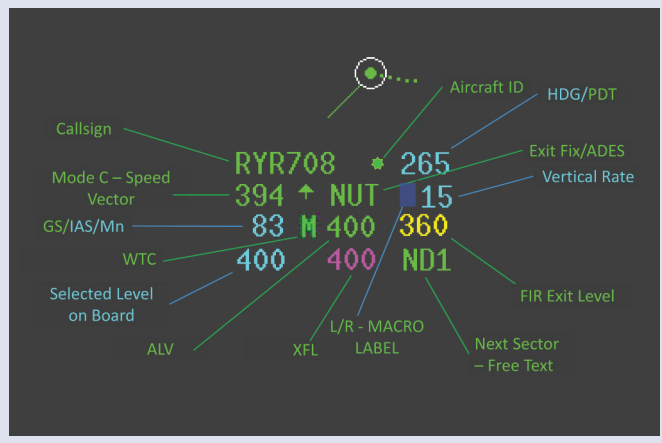 Aircraft ID
HDG/PDT
Callsign
RYR708 265
Exit Fix/ADES
Mode C – Speed
Vector
394 NUT 15
Vertical Rate
GS/IAS/Mn
83 M 400 360
WTC
400 400 ND1
Selected Level
on Board
FIR Exit Level
L/R - MACRO
LABEL
ALV
XFL
Next Sector
– Free Text